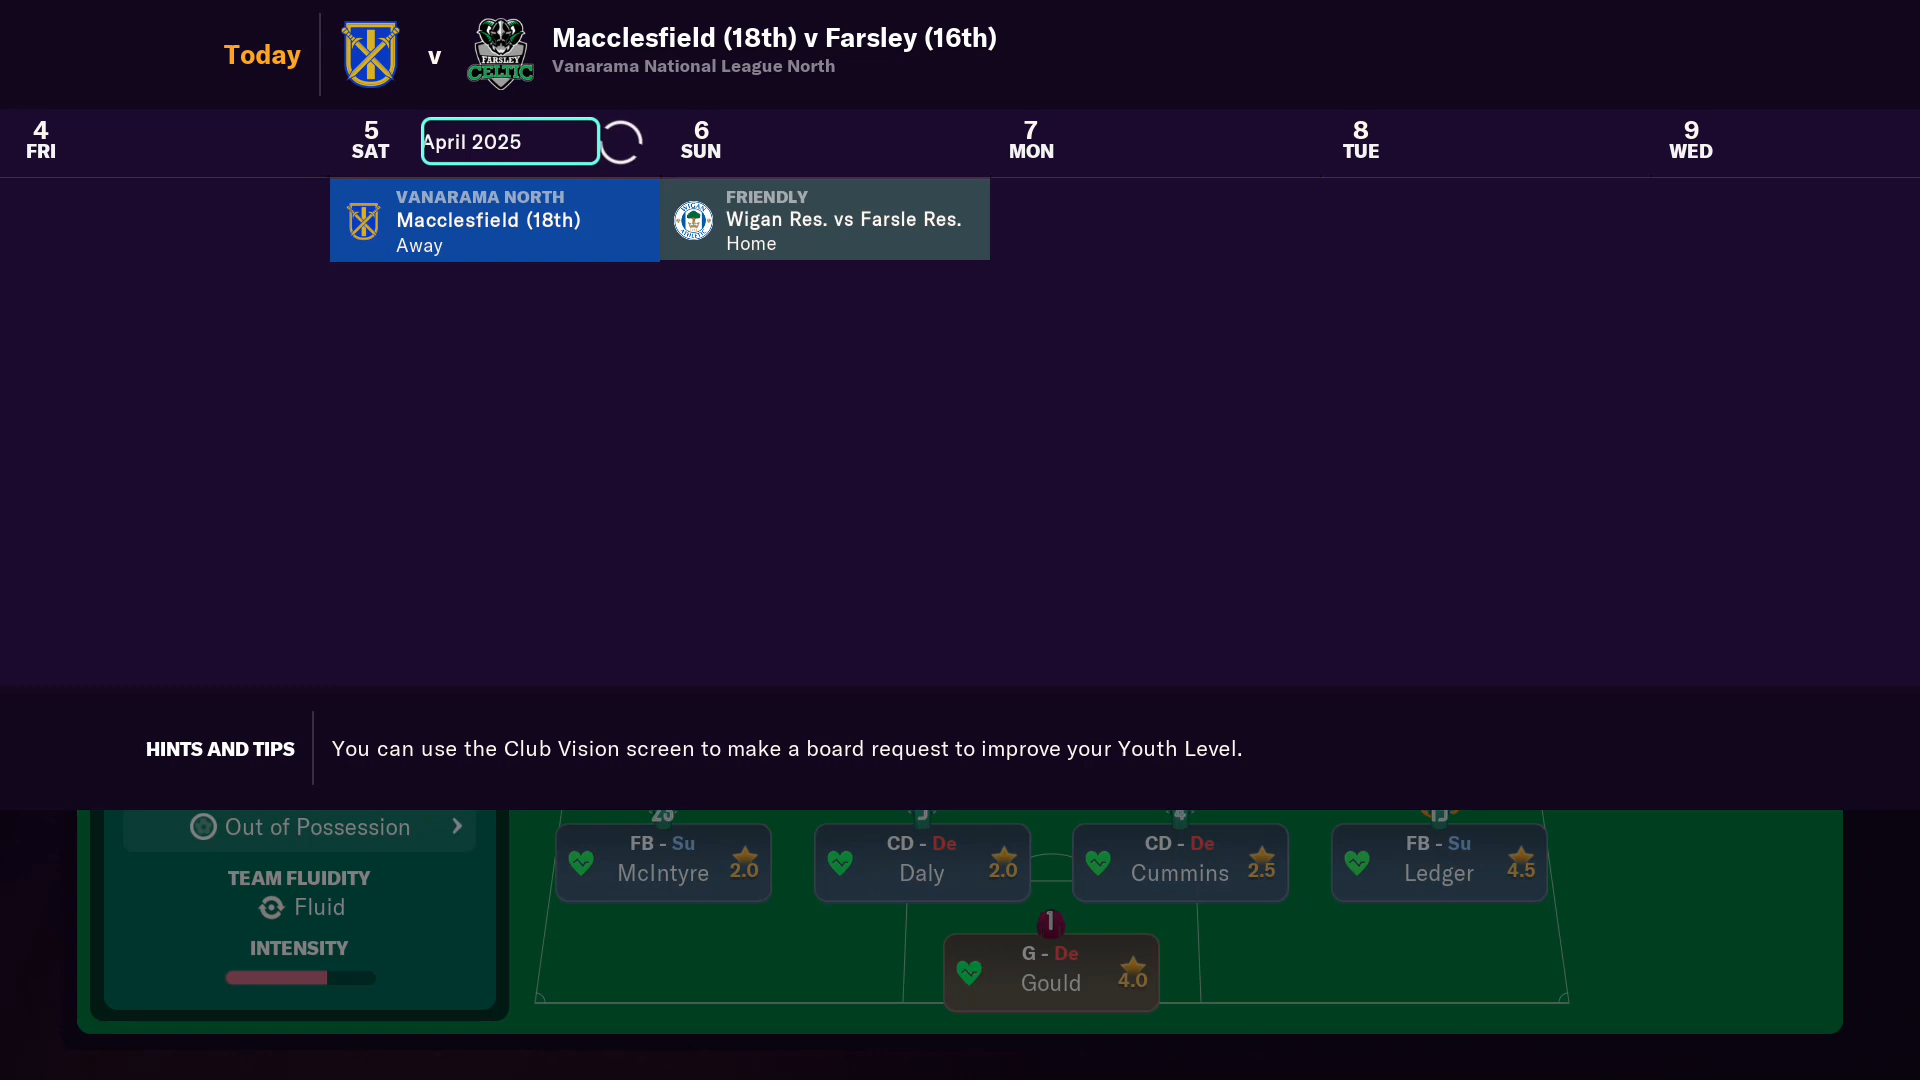 Today
v
Macclesfield (18th) v Farsley (16th)
Vanarama National League North
FARSLEY
CELTIC
4
FRI
5
SAT
April 2025
6
SUN
7
MON
8
TUE
9
WED
VANARAMA NORTH
Macclesfield (18th)
Away
FRIENDLY
Wigan Res. vs Farsle Res.
Home
HINTS AND TIPS
You can use the Club Vision screen to make a board request to improve your Youth Level.
Out of Possession
TEAM FLUIDITY
Fluid
INTENSITY
FB - Su
McIntyre
2.0
CD - De
Daly
2.0
CD - De
Cummins
2.5
FB - Su
Ledger
4.5
1
G - De
Gould
4.0